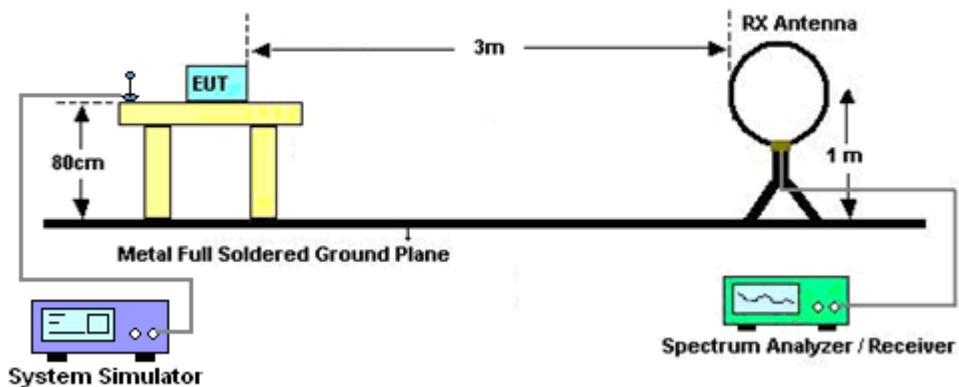 RX Antenna
3m
EUT
80cm
1 m
Metal Full Soldered Ground Plane
System Simulator
Spectrum Analyzer / Receiver